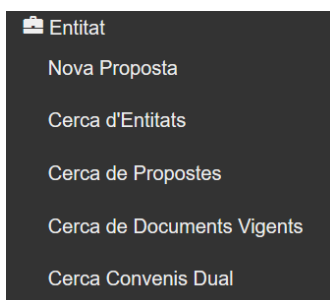 Entitat
Nova Proposta
Cerca d'Entitats
Cerca de Propostes
Cerca de Documents Vigents
Cerca Convenis Dual